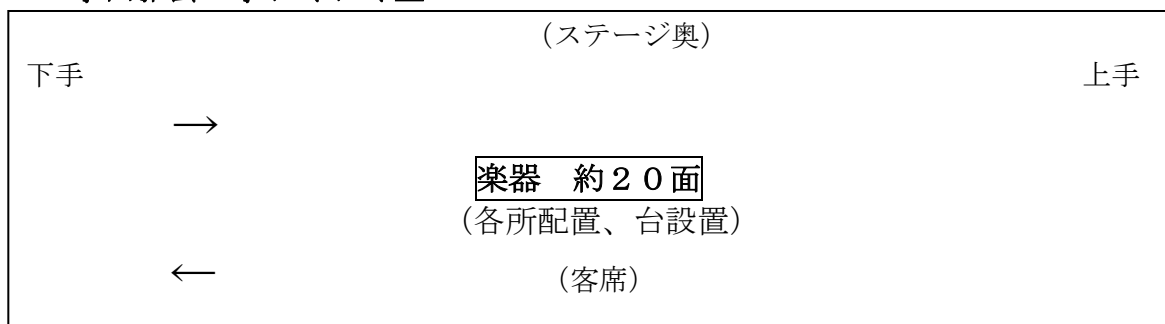 (ステージ奥)
下手 上手
→
楽器 約20面
(各所配置、台設置)
← (客席)